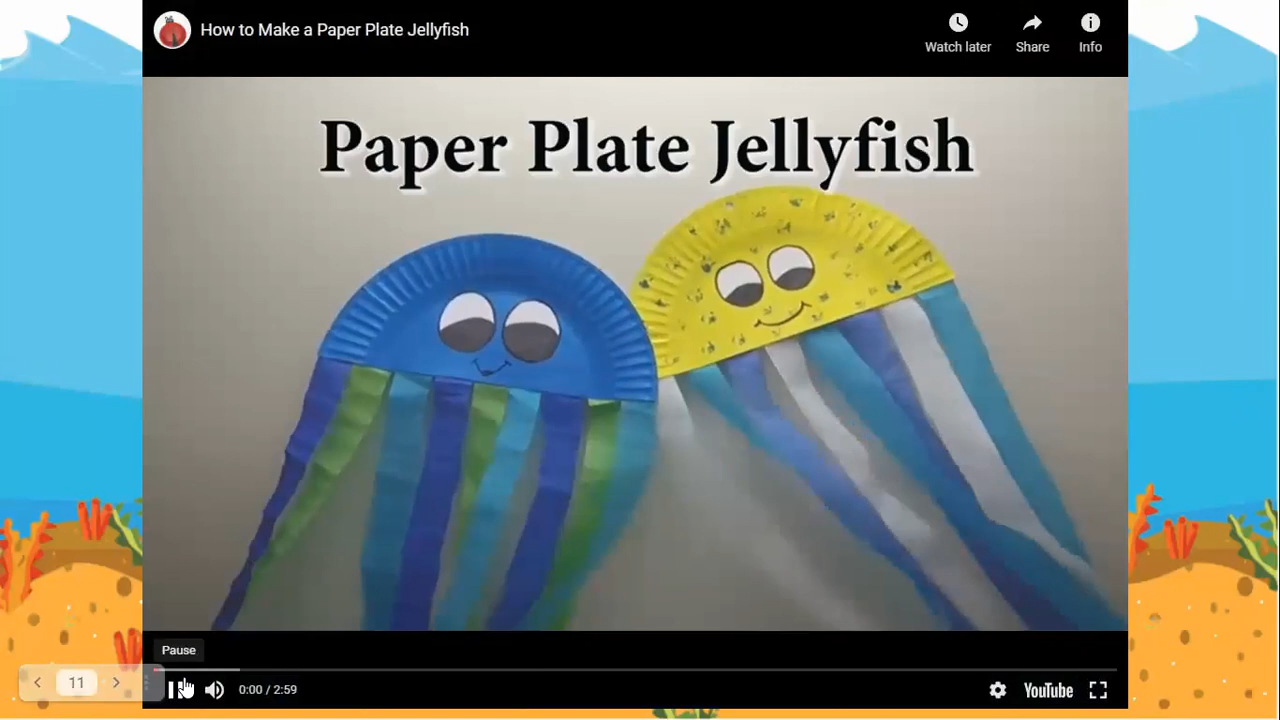 How to Make a Paper Plate Jellyfish
Watch later
Share
Info
Paper Plate Jellyfish
Pause
11
0:00 / 2:59
YouTube